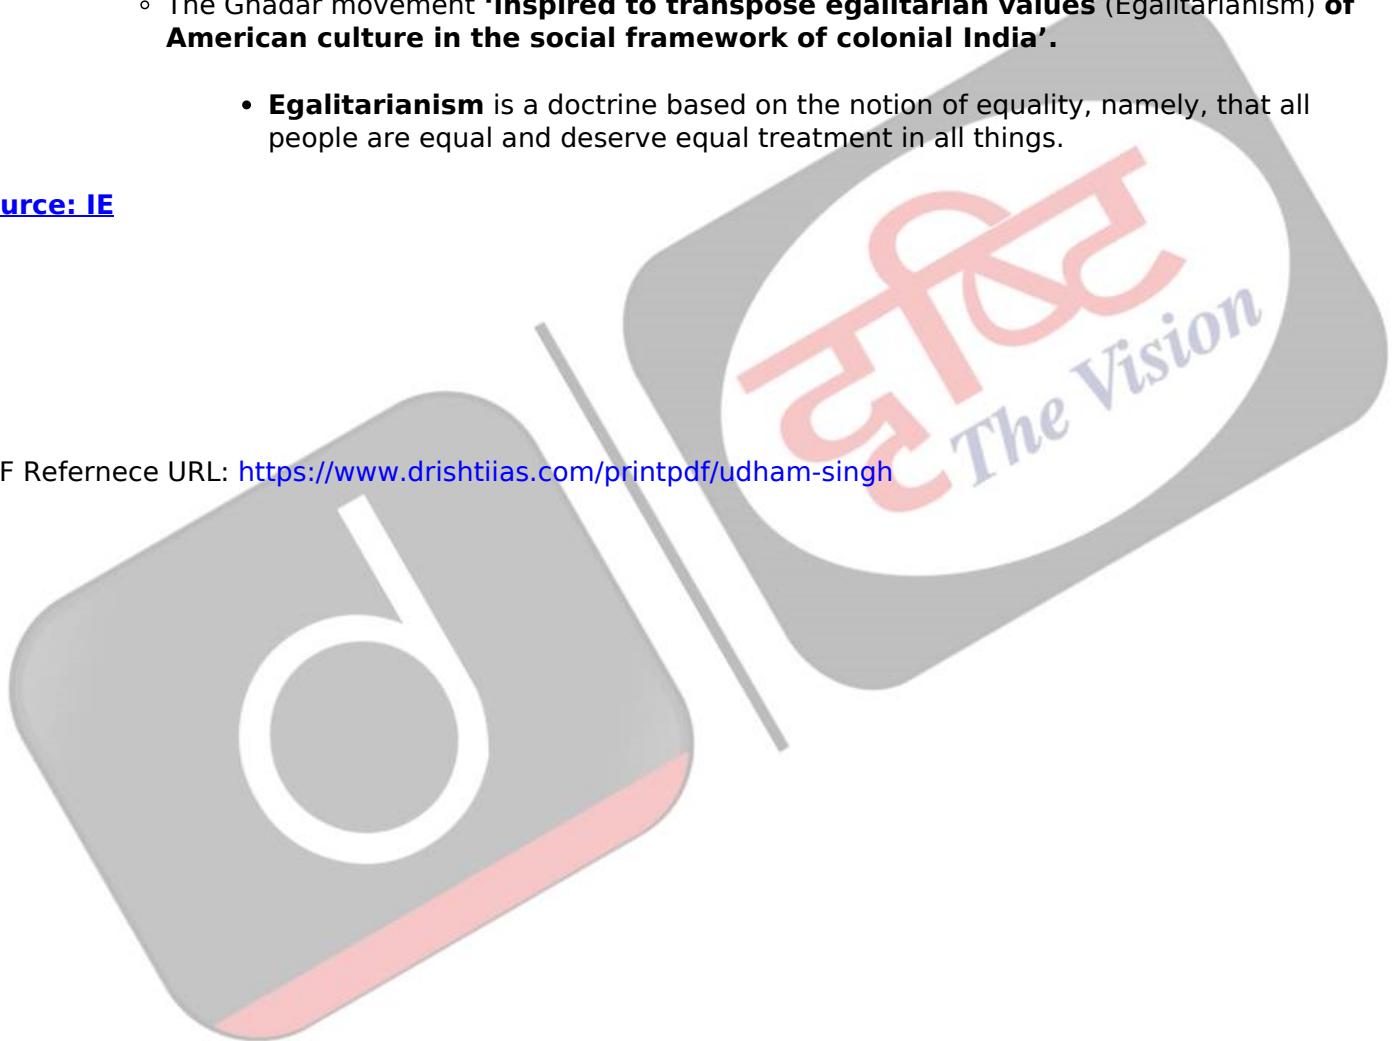 The Ghadar movement ‘inspired to transpose egalitarian values (Egalitarianism) of
American culture in the social framework of colonial India’.
Egalitarianism is a doctrine based on the notion of equality, namely, that all
people are equal and deserve equal treatment in all things.
urce: IE
दृष्टि
The Vision
F Refernece URL: https://www.drishtiias.com/printpdf/udham-singh
d